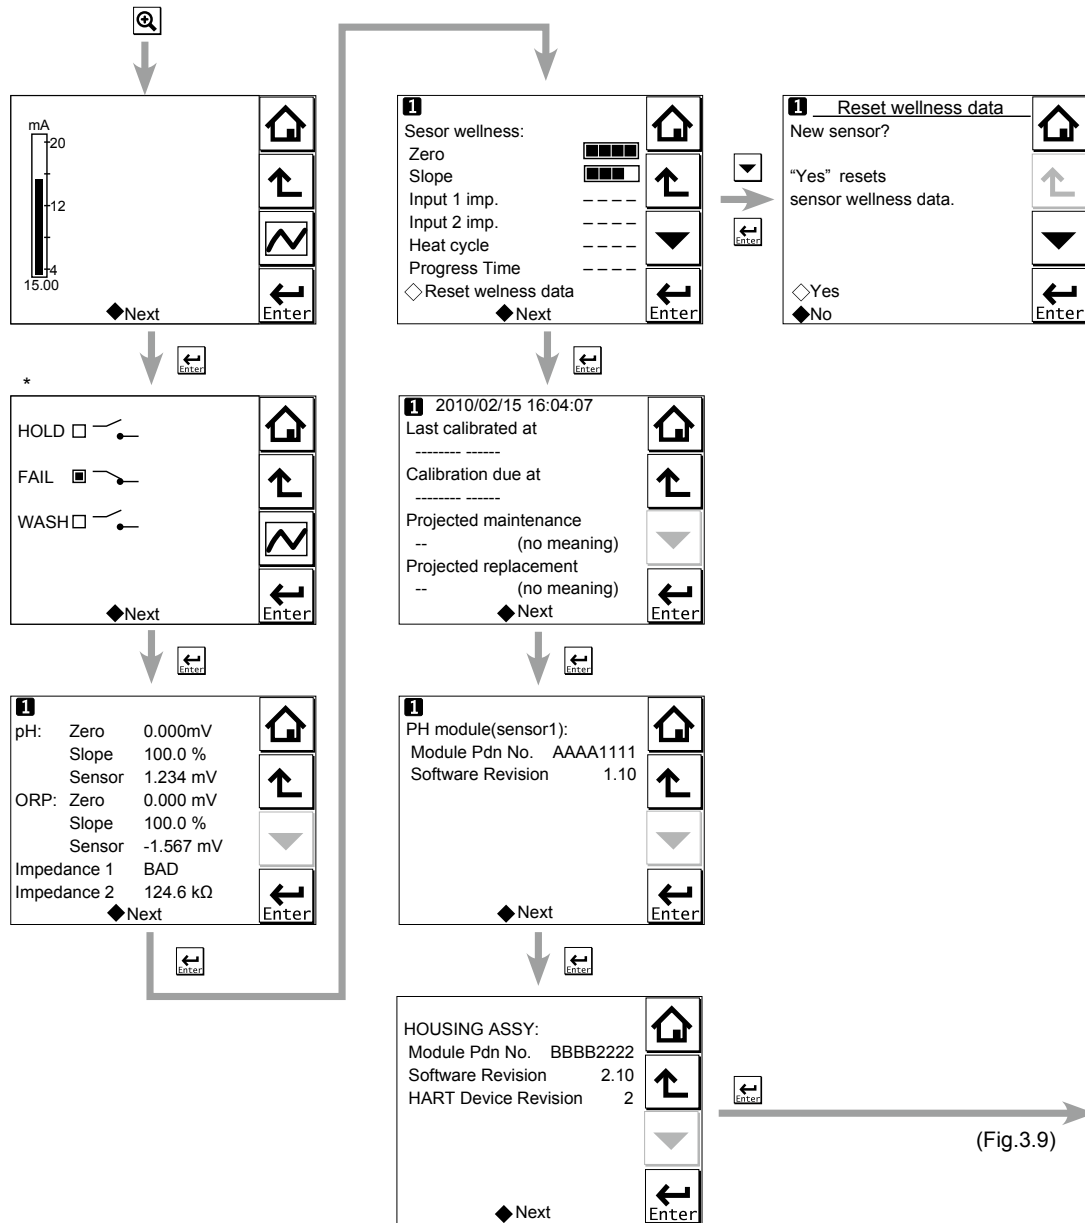 mA
20
12
4
15.00
◆Next
Enter
Enter
*
HOLD
FAIL
WASH
◆Next
Enter
Enter
1
pH: Zero 0.000mV
Slope 100.0 %
Sensor 1.234 mV
ORP: Zero 0.000 mV
Slope 100.0 %
Sensor -1.567 mV
Impedance 1 BAD
Impedance 2 124.6 kΩ
◆Next
Enter
Enter
1
Sesor wellness:
Zero
Slope
Input 1 imp. – – – –
Input 2 imp. – – – –
Heat cycle – – – –
Progress Time – – – –
◇Reset welness data
◆Next
Enter
Enter
Enter
1 Reset wellness data
New sensor?
“Yes” resets
sensor wellness data.
◇Yes
◆No
Enter
1 2010/02/15 16:04:07
Last calibrated at
-------- ------
Calibration due at
-------- ------
Projected maintenance
-- (no meaning)
Projected replacement
-- (no meaning)
◆Next
Enter
Enter
1
PH module(sensor1):
Module Pdn No. AAAA1111
Software Revision 1.10
◆Next
Enter
Enter
HOUSING ASSY:
Module Pdn No. BBBB2222
Software Revision 2.10
HART Device Revision 2
◆Next
Enter
Enter
(Fig.3.9)